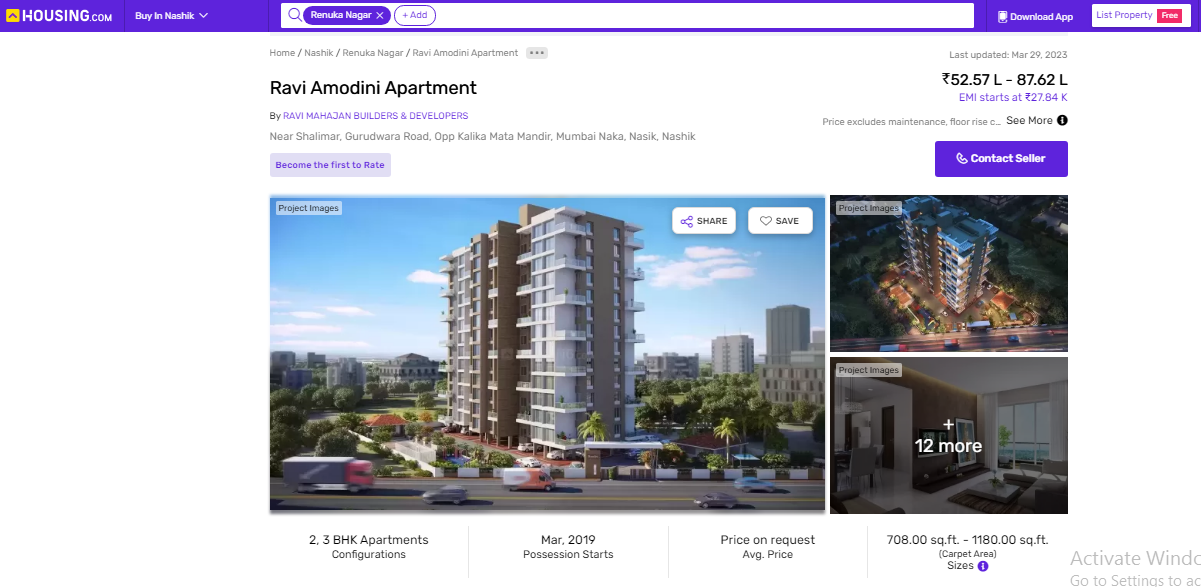 HOUSING.COM
Buy In Nashik
Renuka Nagar
+ Add
Download App
List Property Free
Home / Nashik / Renuka Nagar / Ravi Amodini Apartment
Last updated: Mar 29, 2023
Ravi Amodini Apartment
₹52.57 L - 87.62 L
EMI starts at ₹27.84 K
By RAVI MAHAJAN BUILDERS & DEVELOPERS
Price excludes maintenance, floor rise c... See More
Near Shalimar, Gurudwara Road, Opp Kalika Mata Mandir, Mumbai Naka, Nasik, Nashik
Become the first to Rate
Contact Seller
Project Images
SHARE
SAVE
Project Images
Project Images
+
12 more
2, 3 BHK Apartments
Configurations
Mar, 2019
Possession Starts
Price on request
Avg. Price
708.00 sq.ft. - 1180.00 sq.ft.
(Carpet Area)
Sizes
Activate Windo
Go to Settings to ac